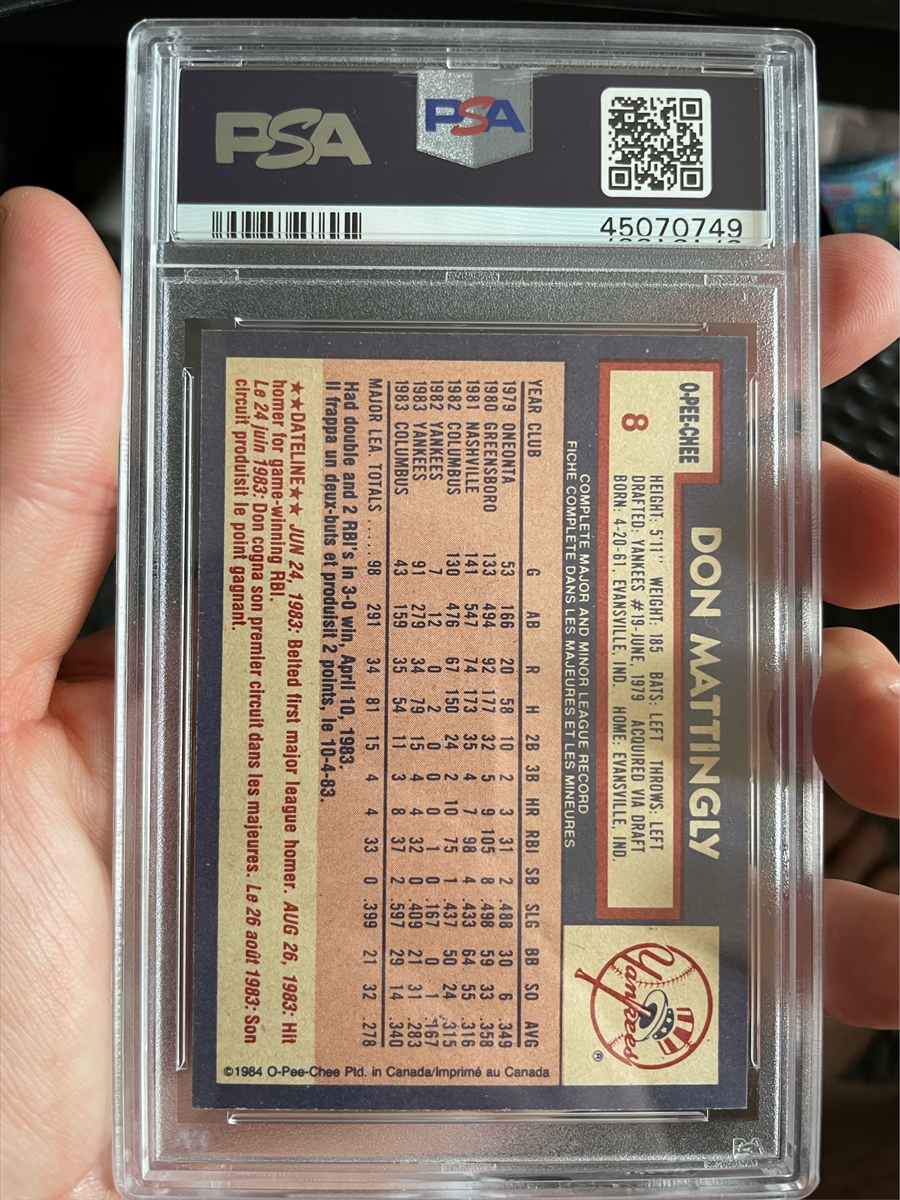 PSA
PSA
45070749
O-PEE-CHEE
8
DON MATTINGLY
HEIGHT: 5'11" WEIGHT: 185 BATS: LEFT THROWS: LEFT
DRAFTED: YANKEES #19-JUNE, 1979 ACQUIRED: VIA DRAFT
BORN: 4-20-61, EVANSVILLE, IND. HOME: EVANSVILLE, IND.
Yankees
®
COMPLETE MAJOR AND MINOR LEAGUE RECORD
FICHE COMPLÈTE DANS LES MAJEURES ET LES MINEURES
YEAR CLUB G AB R H 2B 3B HR RBI SB SLG BB SO AVG
1979 ONEONTA 53 166 20 58 10 2 3 31 2 .488 30 6 .349
1980 GREENSBORO 133 494 92 177 32 5 9 105 8 .498 59 33 .358
1981 NASHVILLE 141 547 74 173 35 4 7 98 4 .433 64 55 .316
1982 COLUMBUS 130 476 67 150 24 2 10 75 1 .437 50 24 .315
1982 YANKEES 7 12 0 2 0 0 0 1 0 .167 0 1 .167
1983 YANKEES 91 279 34 79 15 4 4 32 0 .409 21 31 .283
1983 COLUMBUS 43 159 35 54 11 3 8 37 2 .597 29 14 .340
MAJOR LEA TOTALS ..... 98 291 34 81 15 4 4 33 0 .399 21 32 .278
Had double and 2 RBI's in 3-0 win, April 10, 1983.
Il frappa un deux-buts et produisit 2 points, le 10-4-83.
★★DATELINE★★ JUN 24, 1983: Belted first major league homer. AUG 26, 1983: Hit
homer for game-winning RBI.
Le 24 juin 1983: Don cogna son premier circuit dans les majeures. Le 26 août 1983: Son
circuit produisit le point gagnant.
©1984 O-Pee-Chee Ptd. in Canada/Imprimé au Canada